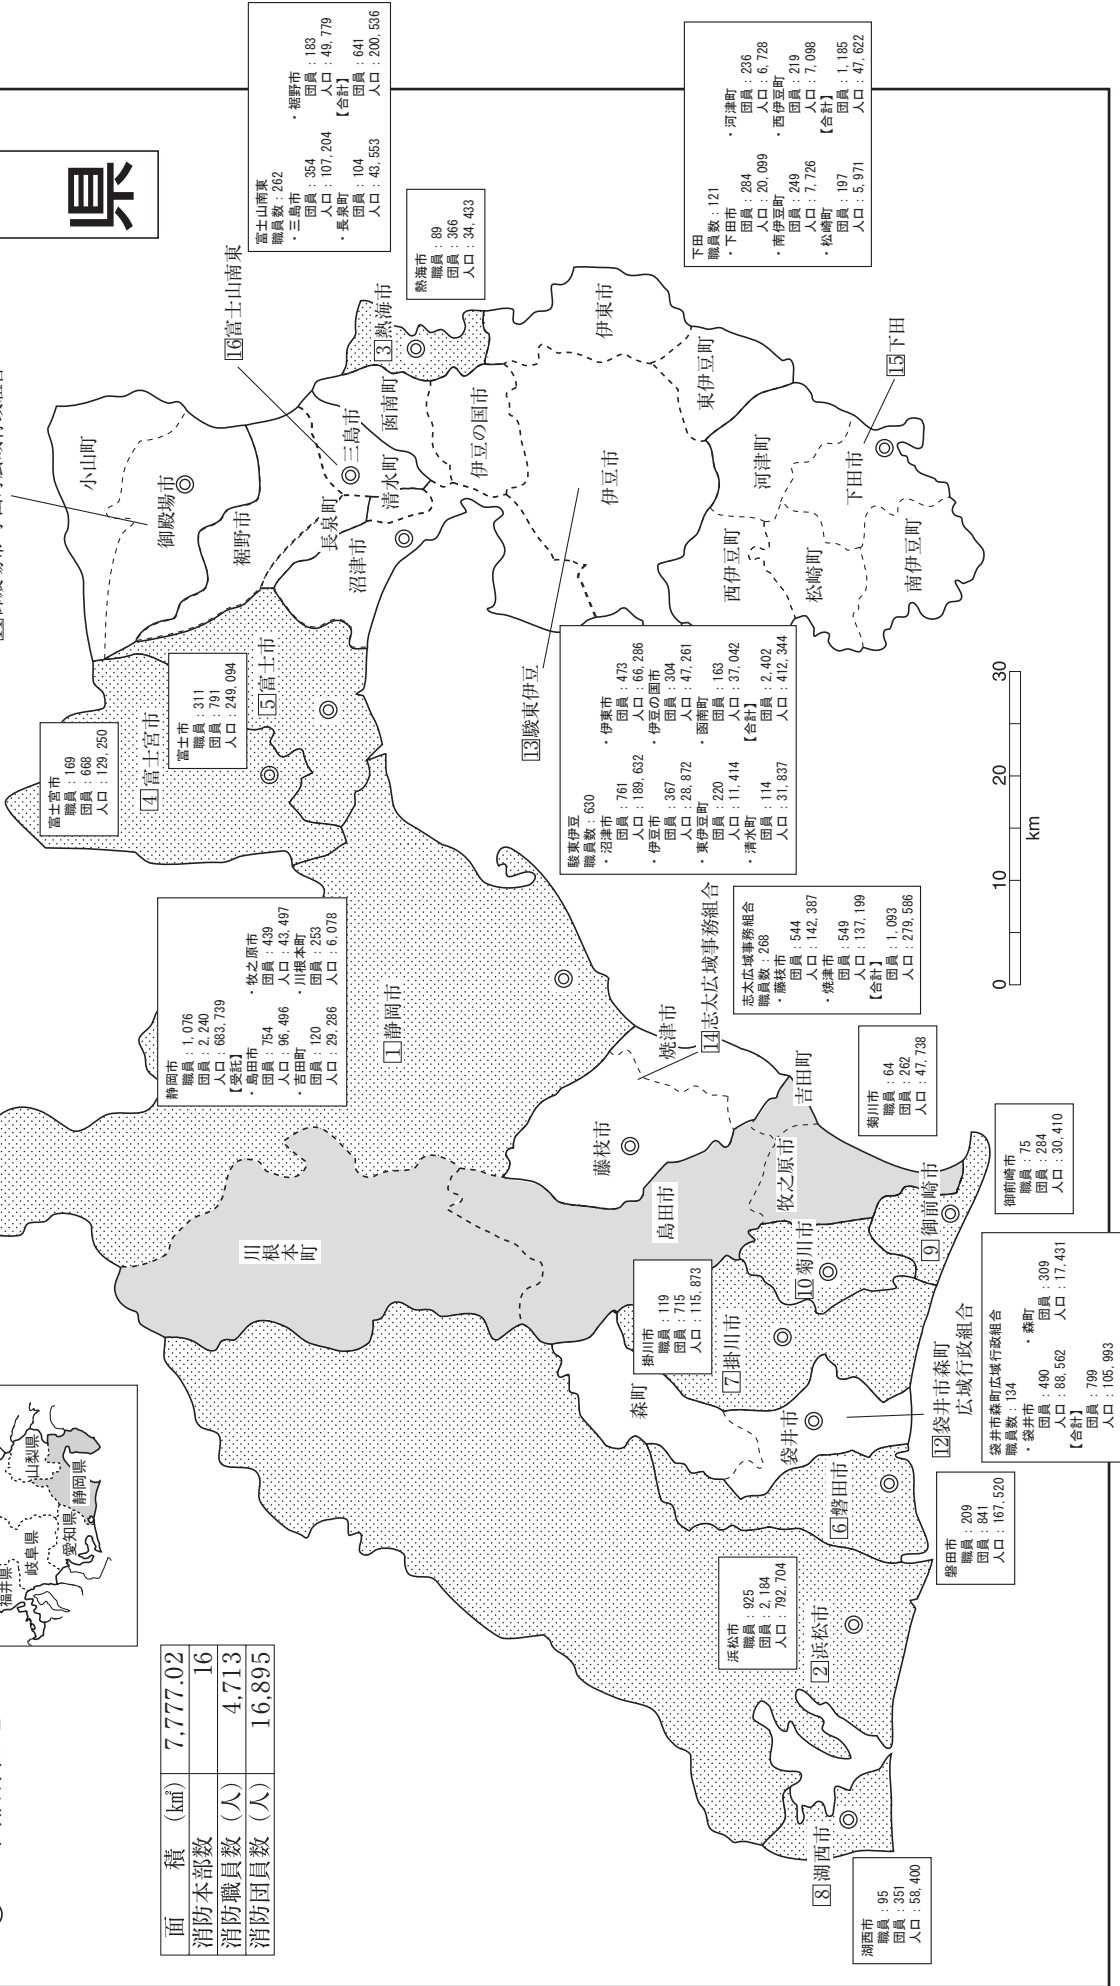 県
面　積　(k㎡)　7,777.02
消防本部数　16
消防職員数（人）　4,713
消防団員数（人）　16,895
福井県
岐阜県
愛知県
山梨県
静岡県
富士山南東
職員数：262
・三島市
団員：354
人口：107,204
・長泉町
団員：104
人口：43,553
・裾野市
団員：183
人口：49,779
【合計】
団員：641
人口：200,536
熱海市
職員：89
団員：366
人口：34,433
下田
職員数：121
・下田市
団員：284
人口：20,099
・南伊豆町
団員：249
人口：7,726
・松崎町
団員：197
人口：5,971
・河津町
団員：236
人口：6,728
・西伊豆町
団員：219
人口：7,098
【合計】
団員：1,185
人口：47,622
富士宮市
職員：169
団員：668
人口：129,250
富士市
職員：311
団員：791
人口：249,094
駿東伊豆
職員数：630
・沼津市
団員：761
人口：189,632
・伊豆市
団員：367
人口：28,872
・東伊豆町
団員：220
人口：11,414
・清水町
団員：114
人口：31,837
・伊東市
団員：473
人口：66,286
・伊豆の国市
団員：304
人口：47,261
・函南町
団員：163
人口：37,042
【合計】
団員：2,402
人口：412,344
静岡市
職員：1,076
団員：2,240
人口：683,739
【受託】
・島田市
団員：754
人口：96,496
・吉田町
団員：120
人口：29,286
・牧之原市
団員：439
人口：43,497
・川根本町
団員：253
人口：6,078
志太広域事務組合
職員数：268
・藤枝市
団員：544
人口：142,387
・焼津市
団員：549
人口：137,199
【合計】
団員：1,093
人口：279,586
菊川市
職員：64
団員：262
人口：47,738
御前崎市
職員：75
団員：284
人口：30,410
掛川市
職員：119
団員：715
人口：115,873
袋井市森町広域行政組合
職員数：134
・袋井市
団員：490
人口：88,562
・森町
団員：309
人口：17,431
【合計】
団員：799
人口：105,993
磐田市
職員：209
団員：841
人口：167,520
浜松市
職員：925
団員：2,184
人口：792,704
湖西市
職員：95
団員：351
人口：58,400
16富士山南東
3熱海市
小山町
御殿場市
裾野市
長泉町
三島市
清水町
函南町
沼津市
伊豆の国市
伊東市
伊豆市
東伊豆町
河津町
15下田
下田市
西伊豆町
松崎町
南伊豆町
13駿東伊豆
4富士宮市
5富士市
1静岡市
14志太広域事務組合
焼津市
藤枝市
吉田町
牧之原市
島田市
川根
本町
9御前崎市
10菊川市
7掛川市
森町
袋井市
12袋井市森町
広域行政組合
6磐田市
2浜松市
8湖西市
0　10　20　30
km